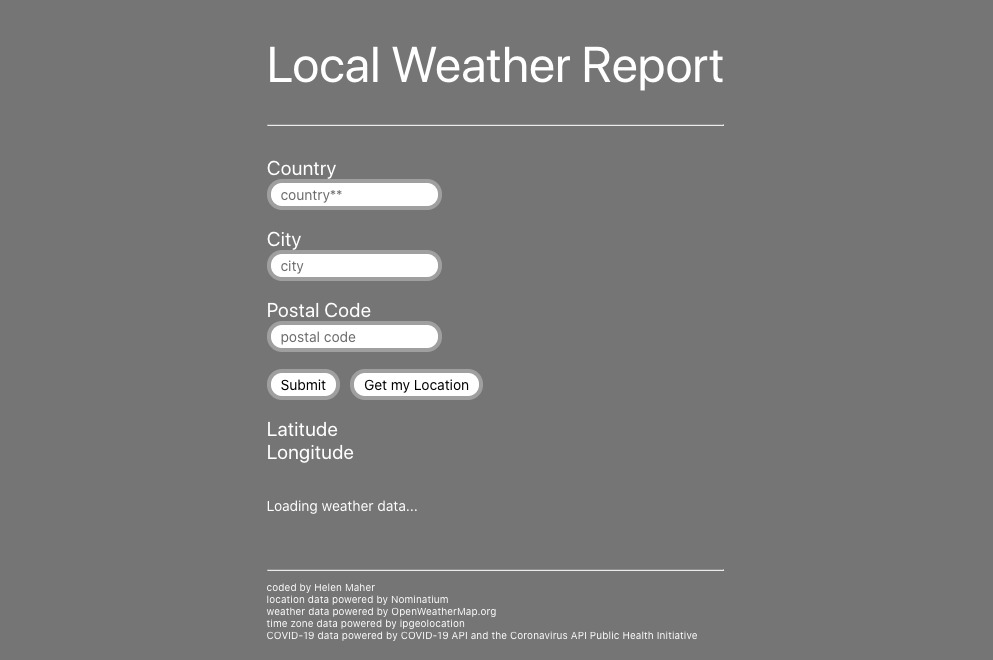 Local Weather Report
Country
country**
City
city
Postal Code
postal code
Submit Get my Location
Latitude
Longitude
Loading weather data...
coded by Helen Maher
location data powered by Nominatium
weather data powered by OpenWeatherMap.org
time zone data powered by ipgeolocation
COVID-19 data powered by COVID-19 API and the Coronavirus API Public Health Initiative